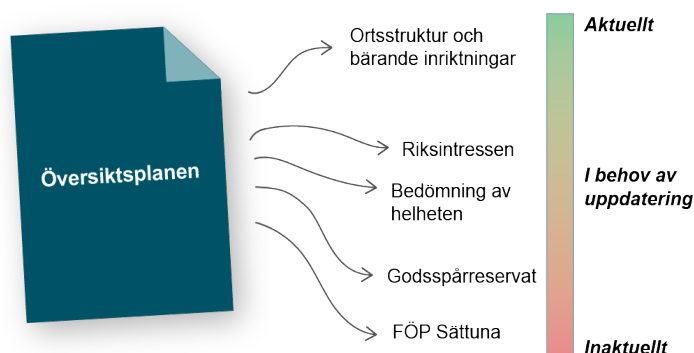 Översiktsplanen
Ortsstruktur och
bärande inriktningar
Riksintressen
Bedömning av
helheten
Godsspårreservat
FÖP Sättuna
Aktuellt
I behov av
uppdatering
Inaktuellt